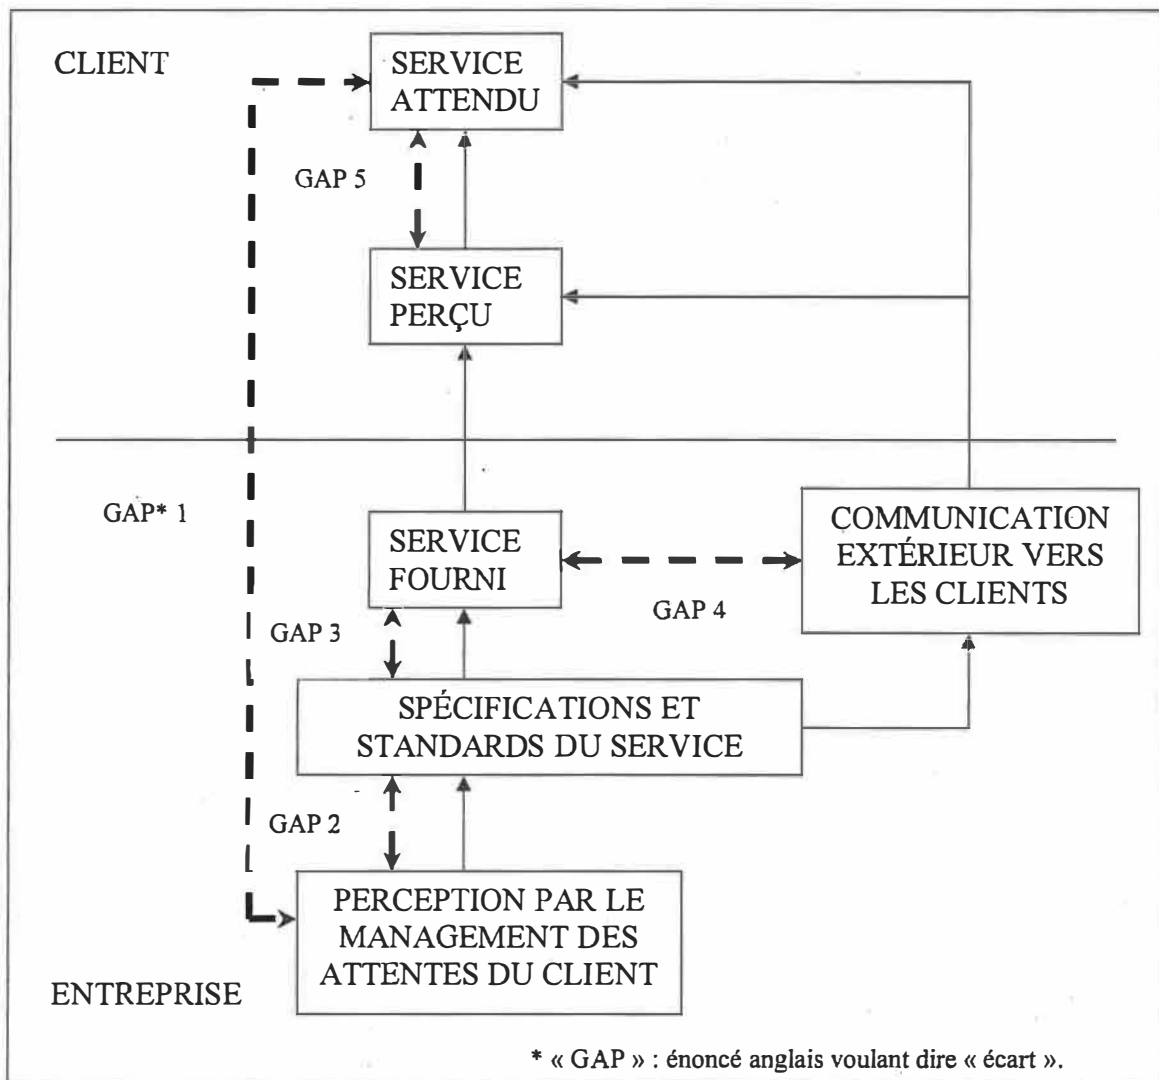 CLIENT
SERVICE
ATTENDU
GAP 5
SERVICE
PERÇU
GAP* 1
SERVICE
FOURNI
COMMUNICATION
EXTÉRIEUR VERS
LES CLIENTS
GAP 4
GAP 3
SPÉCIFICATIONS ET
STANDARDS DU SERVICE
GAP 2
PERCEPTION PAR LE
MANAGEMENT DES
ATTENTES DU CLIENT
ENTREPRISE
* « GAP » : énoncé anglais voulant dire « écart ».